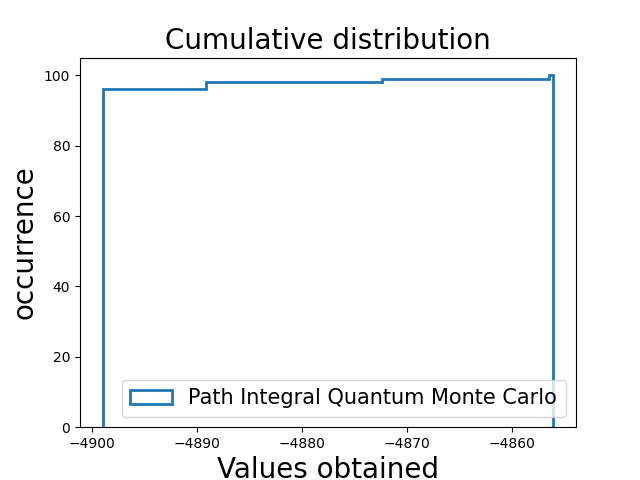 Cumulative distribution
occurrence
100
80
60
40
20
0
Path Integral Quantum Monte Carlo
−4900 −4890 −4880 −4870 −4860
Values obtained